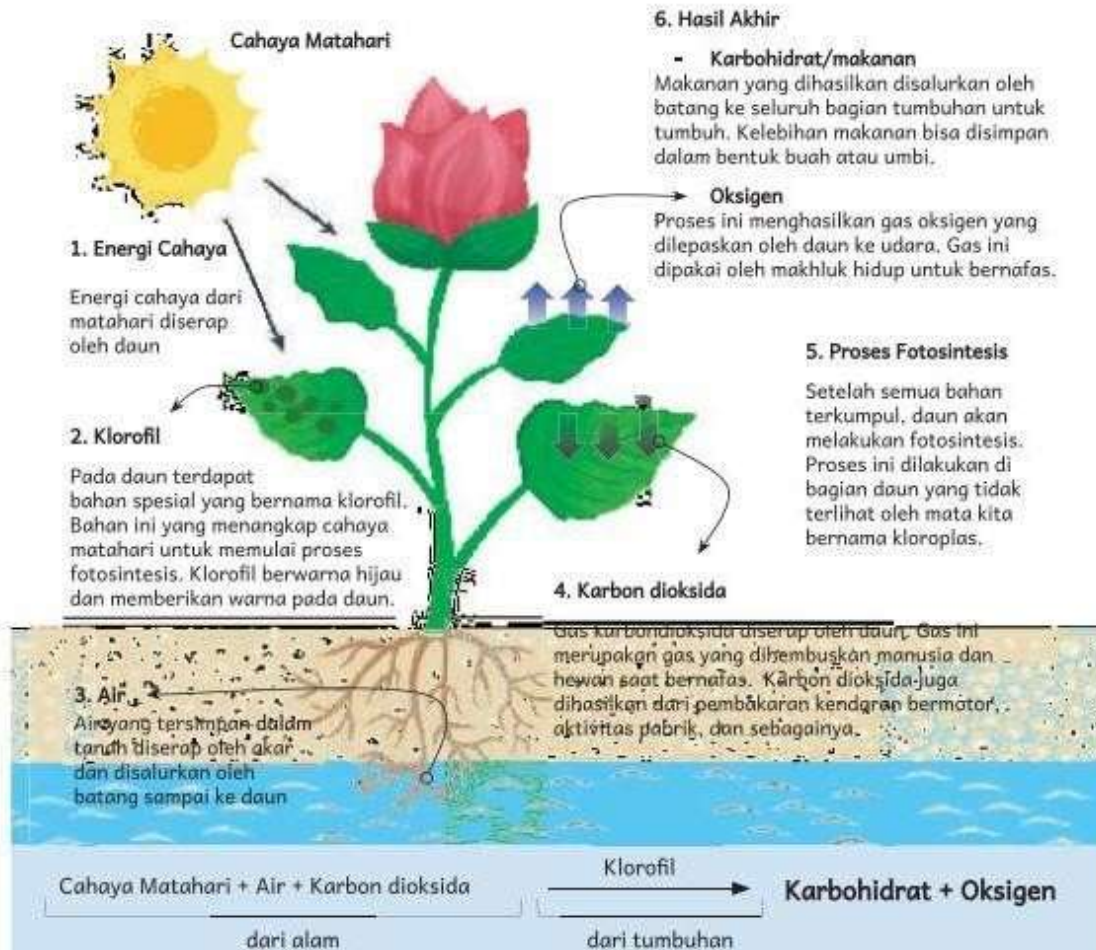 Cahaya Matahari
1. Energi Cahaya
Energi cahaya dari
matahari diserap
oleh daun
2. Klorofil
Pada daun terdapat
bahan spesial yang bernama klorofil.
Bahan ini yang menangkap cahaya
matahari untuk memulai proses
fotosintesis. Klorofil berwarna hijau
dan memberikan warna pada daun.
3. Air
Air yang tersimpan dalam
tanah diserap oleh akar
dan disalurkan oleh
batang sampai ke daun
4. Karbon dioksida
Gas karbondioksida diserap oleh daun. Gas ini
merupakan gas yang dihembuskan manusia dan
hewan saat bernafas. Karbon dioksida juga
dihasilkan dari pembakaran kendaran bermotor,
aktivitas pabrik, dan sebagainya.
5. Proses Fotosintesis
Setelah semua bahan
terkumpul, daun akan
melakukan fotosintesis.
Proses ini dilakukan di
bagian daun yang tidak
terlihat oleh mata kita
bernama kloroplas.
6. Hasil Akhir
- Karbohidrat/makanan
Makanan yang dihasilkan disalurkan oleh
batang ke seluruh bagian tumbuhan untuk
tumbuh. Kelebihan makanan bisa disimpan
dalam bentuk buah atau umbi.
Oksigen
Proses ini menghasilkan gas oksigen yang
dilepaskan oleh daun ke udara. Gas ini
dipakai oleh makhluk hidup untuk bernafas.
Cahaya Matahari + Air + Karbon dioksida
Klorofil
Karbohidrat + Oksigen
dari alam
dari tumbuhan